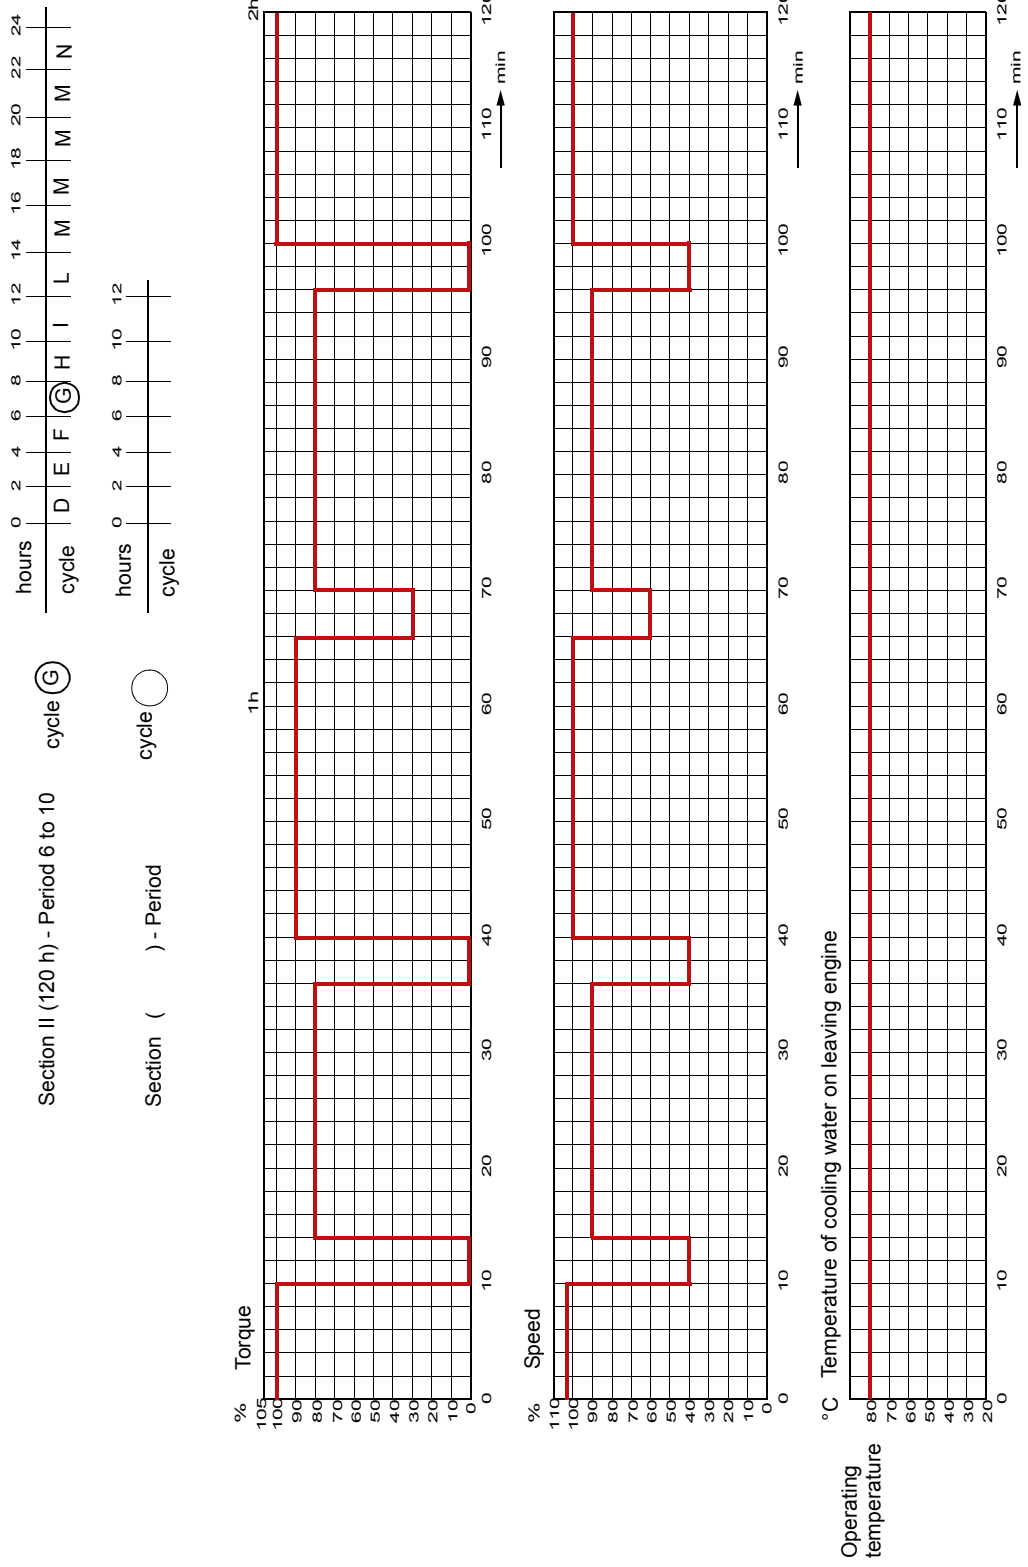 Section II (120 h) - Period 6 to 10 cycle G
hours 0 2 4 6 8 10 12 14 16 18 20 22 24
cycle D E F G H I L M M M M N
Section ( ) - Period cycle
hours 0 2 4 6 8 10 12
cycle
Torque
1h 2h
%
105
100
90
80
70
60
50
40
30
20
10
0
0 10 20 30 40 50 60 70 80 90 100 110 120
min
Speed
%
110
100
90
80
70
60
50
40
30
20
10
0
0 10 20 30 40 50 60 70 80 90 100 110 120
min
°C Temperature of cooling water on leaving engine
Operating
temperature
80
70
60
50
40
30
20
0 10 20 30 40 50 60 70 80 90 100 110 120
min